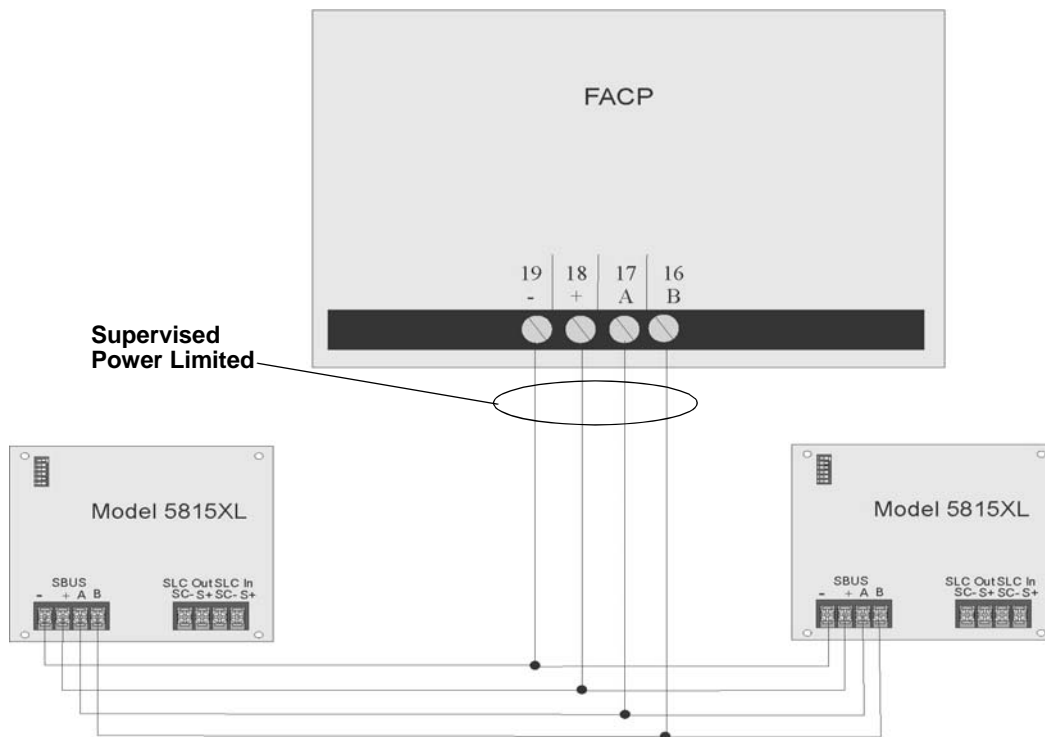 FACP
19 18 17 16
- + A B
Supervised
Power Limited
Model 5815XL
SBUS
- + A B
SLC Out SLC In
SC- S+ SC- S+
Model 5815XL
SBUS
- + A B
SLC Out SLC In
SC- S+ SC- S+